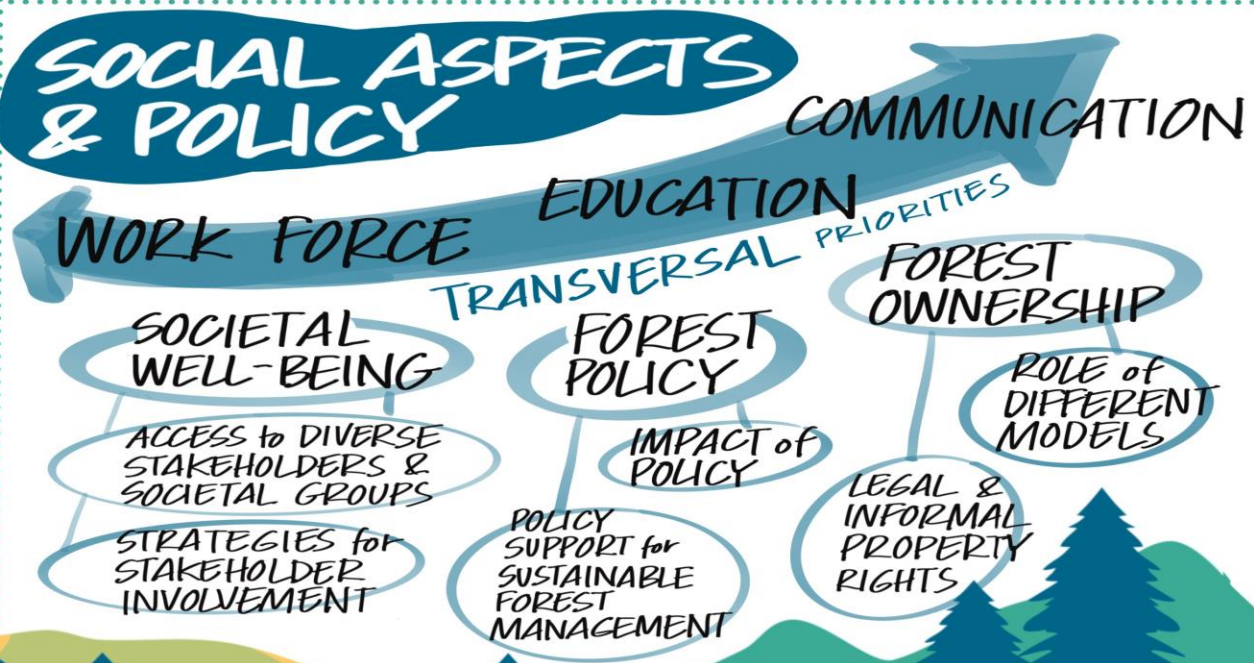 SOCIAL ASPECTS
& POLICY
COMMUNICATION
EDUCATION
WORK FORCE
TRANSVERSAL PRIORITIES
SOCIETAL
WELL-BEING
ACCESS to DIVERSE
STAKEHOLDERS &
SOCIETAL GROUPS
STRATEGIES for
STAKEHOLDER
INVOLVEMENT
FOREST
POLICY
IMPACT of
POLICY
POLICY
SUPPORT for
SUSTAINABLE
FOREST
MANAGEMENT
FOREST
OWNERSHIP
ROLE of
DIFFERENT
MODELS
LEGAL &
INFORMAL
PROPERTY
RIGHTS